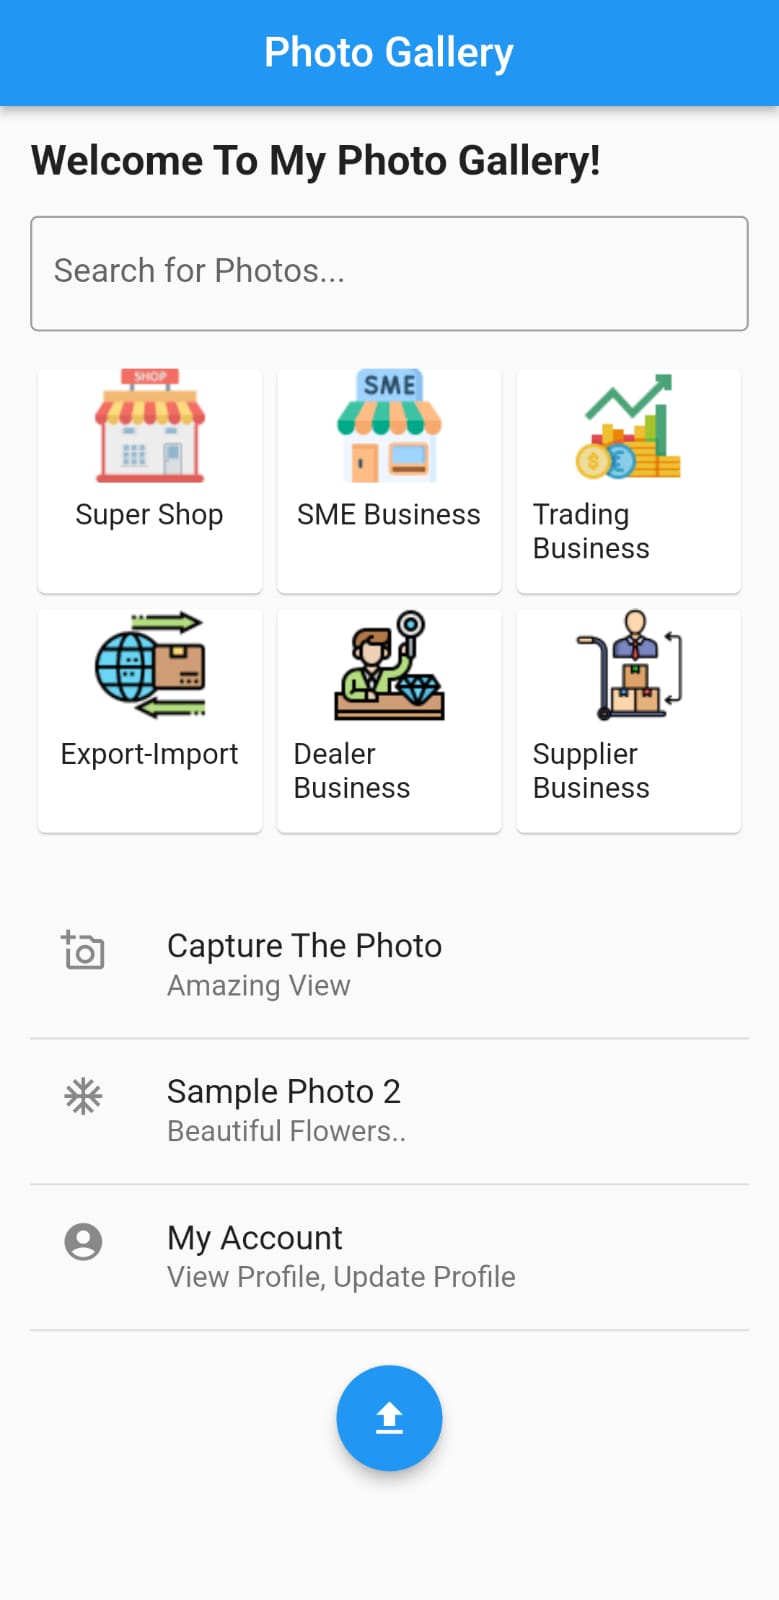 Photo Gallery
Welcome To My Photo Gallery!
Search for Photos...
SHOP
Super Shop
SME
SME Business
Trading
Business
Export-Import
Dealer
Business
Supplier
Business
Capture The Photo
Amazing View
Sample Photo 2
Beautiful Flowers..
My Account
View Profile, Update Profile